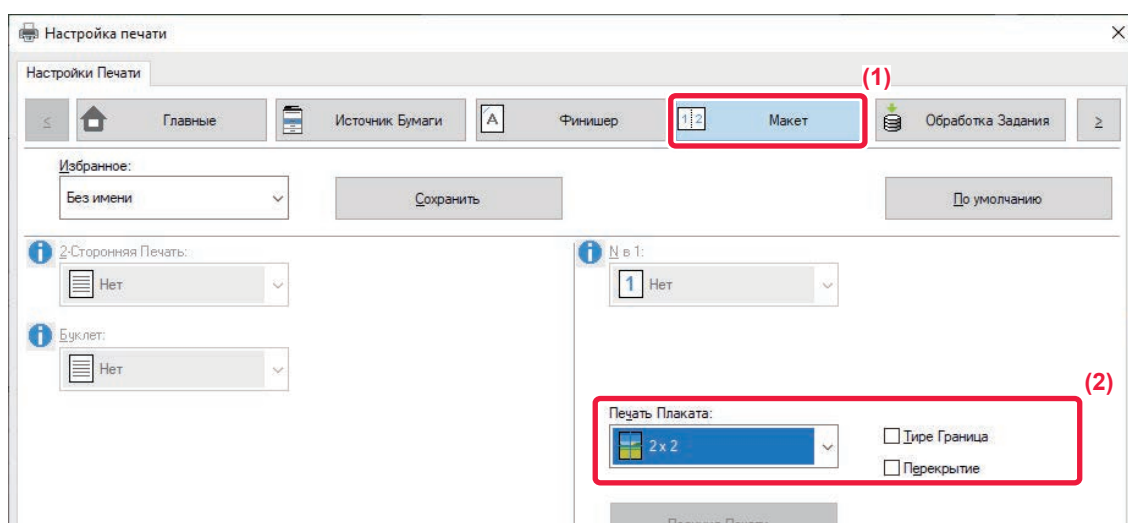 Настройка печати
Настройки Печати
(1)
≤ Главные Источник Бумаги A Финишер 1 2 Макет Обработка Задания ≥
Избранное:
Без имени Сохранить По умолчанию
2-Сторонняя Печать: N в 1:
Нет 1 Нет
Буклет:
Нет
(2)
Печать Плаката:
2 x 2 Тире Граница
Перекрытие